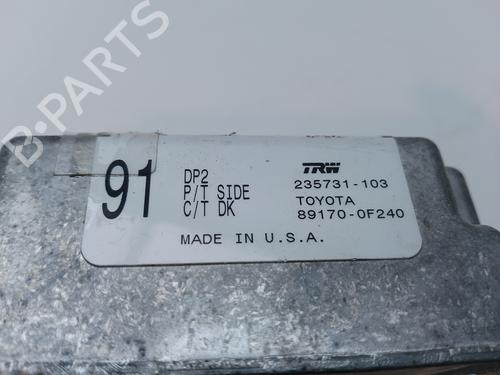 B-PARTS
91
DP2
P/T SIDE
C/T DK
TRW
235731-103
TOYOTA
89170-0F240
MADE IN U.S.A.